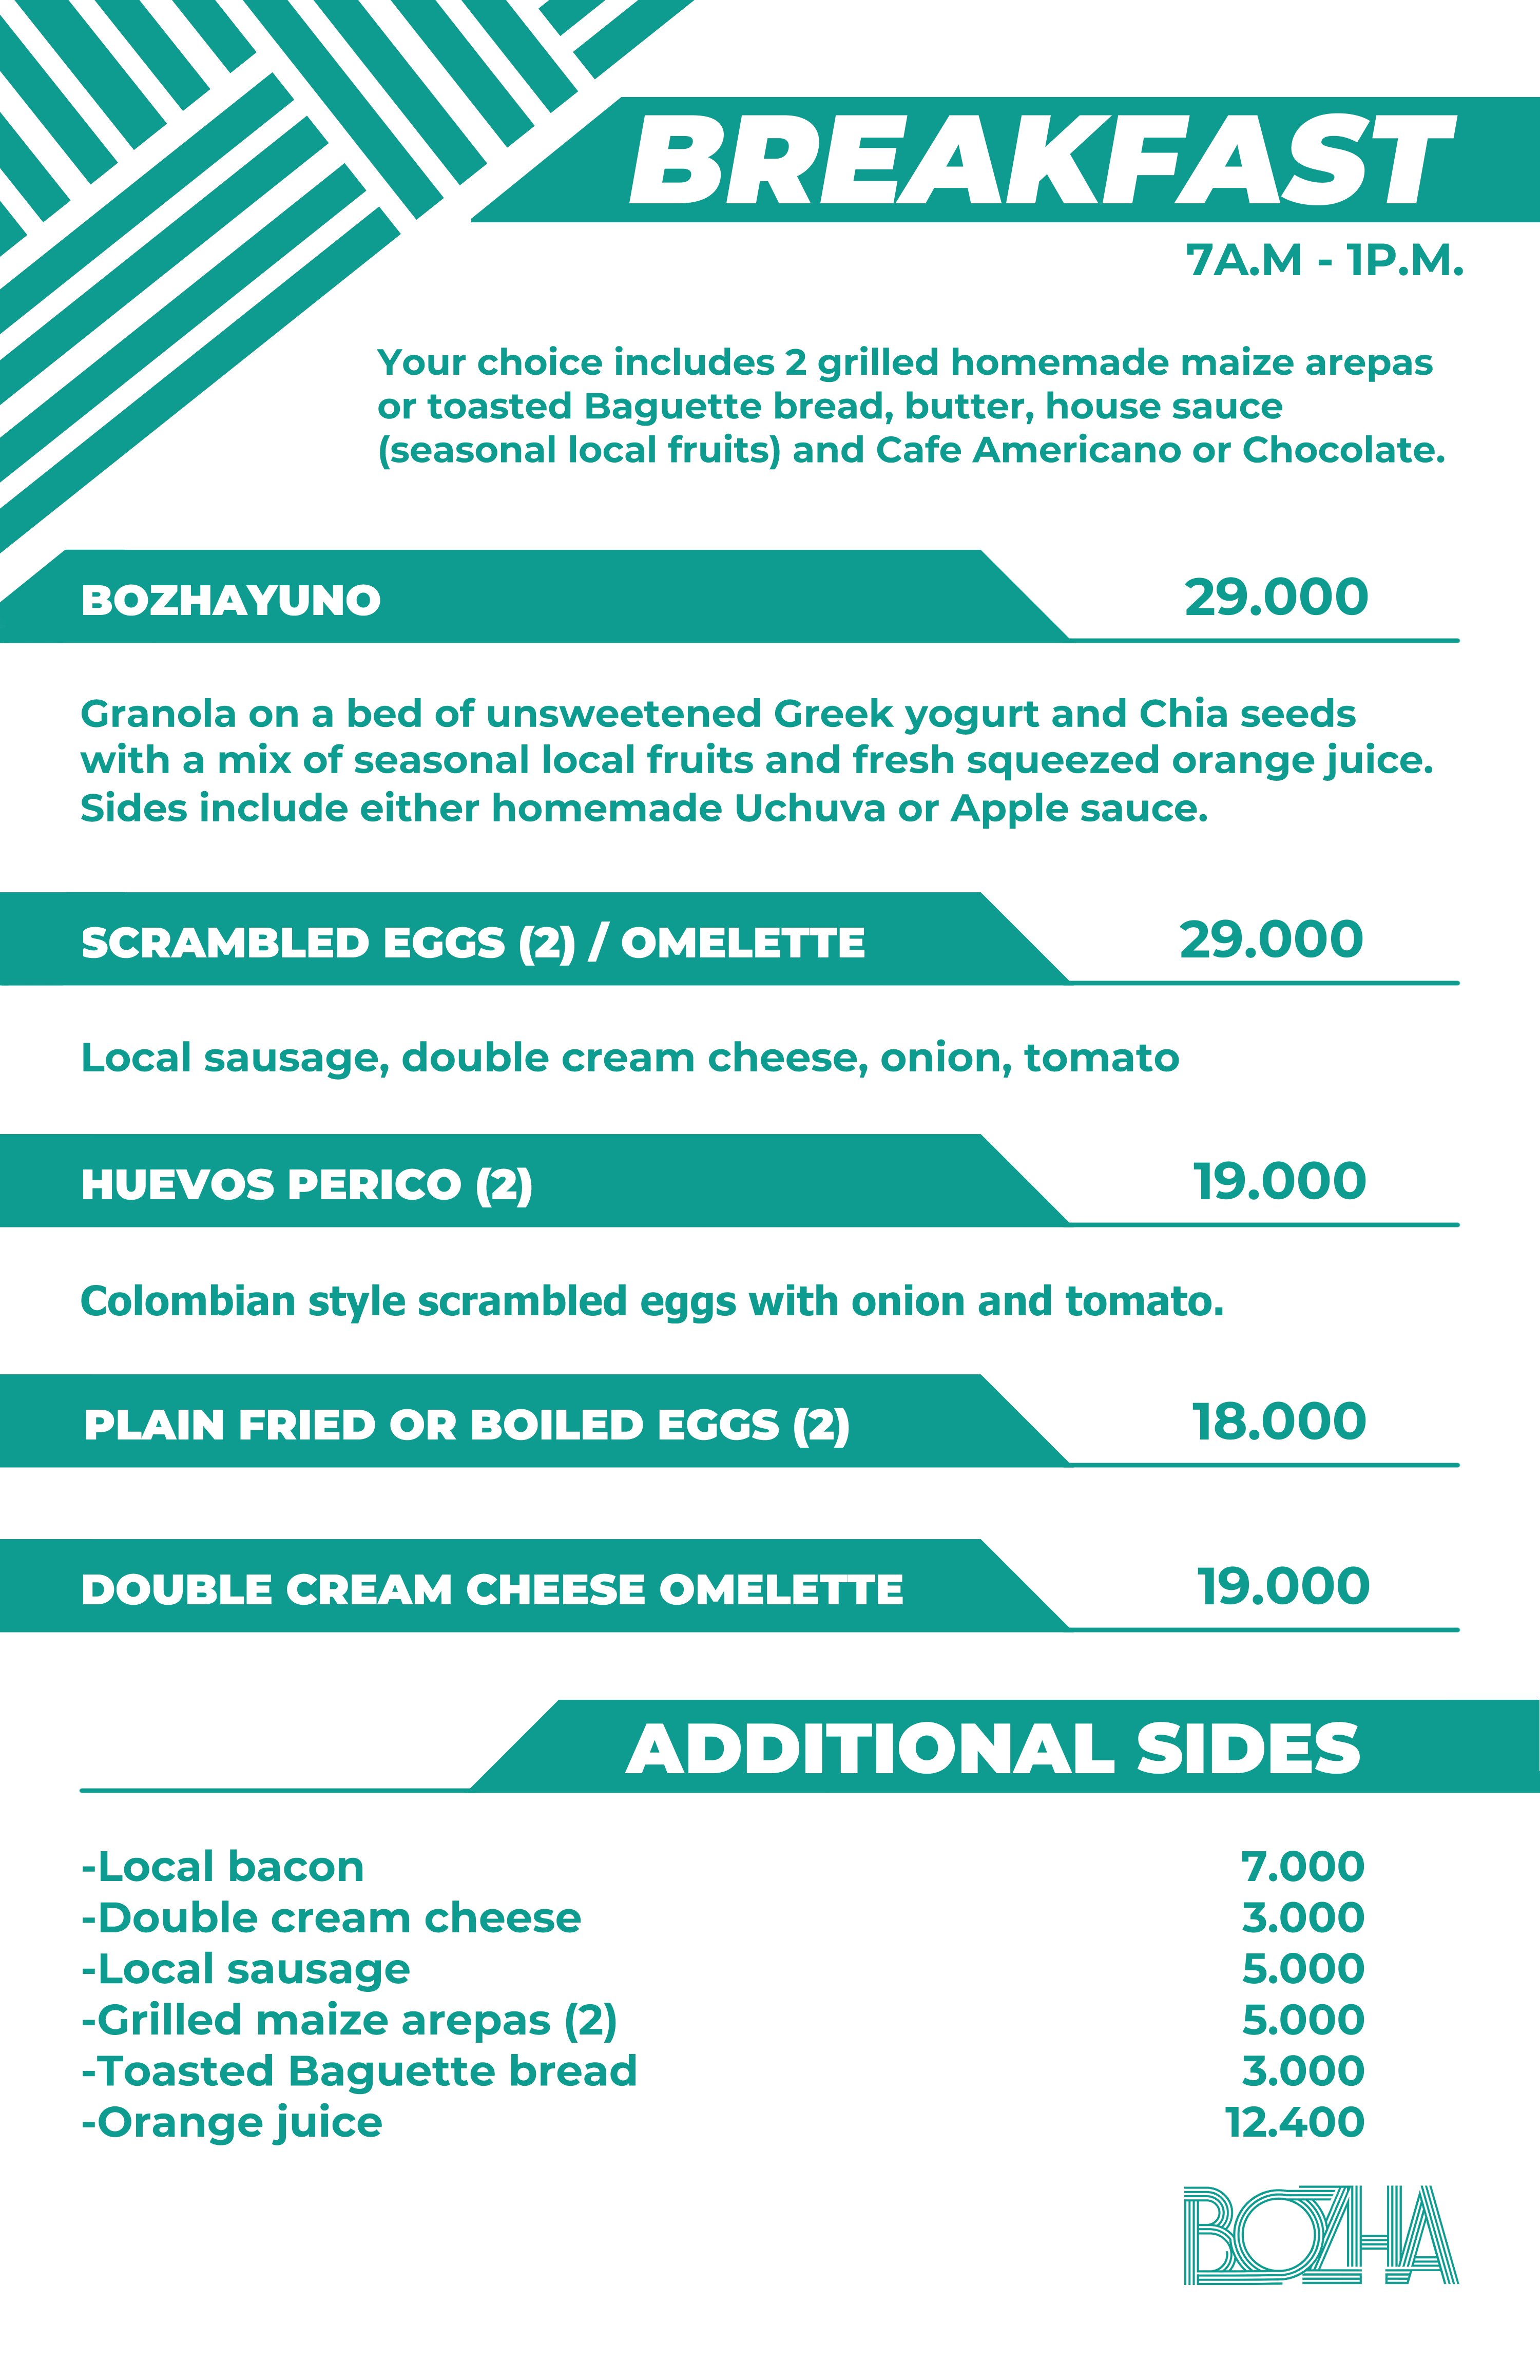 BREAKFAST
7A.M - 1P.M.
Your choice includes 2 grilled homemade maize arepas
or toasted Baguette bread, butter, house sauce
(seasonal local fruits) and Cafe Americano or Chocolate.
BOZHAYUNO 29.000
Granola on a bed of unsweetened Greek yogurt and Chia seeds
with a mix of seasonal local fruits and fresh squeezed orange juice.
Sides include either homemade Uchuva or Apple sauce.
SCRAMBLED EGGS (2) / OMELETTE 29.000
Local sausage, double cream cheese, onion, tomato
HUEVOS PERICO (2) 19.000
Colombian style scrambled eggs with onion and tomato.
PLAIN FRIED OR BOILED EGGS (2) 18.000
DOUBLE CREAM CHEESE OMELETTE 19.000
ADDITIONAL SIDES
-Local bacon 7.000
-Double cream cheese 3.000
-Local sausage 5.000
-Grilled maize arepas (2) 5.000
-Toasted Baguette bread 3.000
-Orange juice 12.400
BOZHA